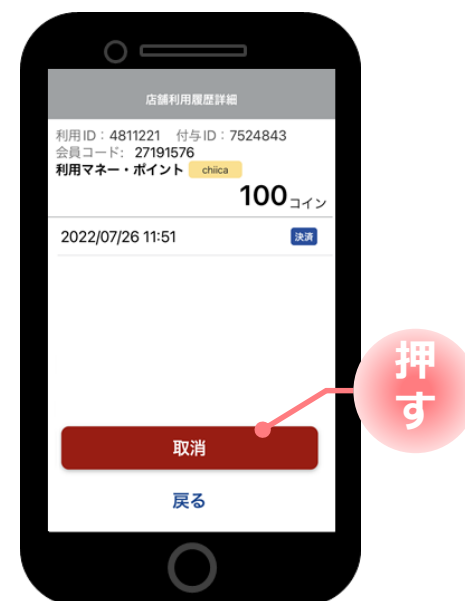 店舗利用履歴詳細
利用ID：4811221 付与ID：7524843
会員コード: 27191576
利用マネー・ポイント chiica
100コイン
2022/07/26 11:51 決済
押す
取消
戻る